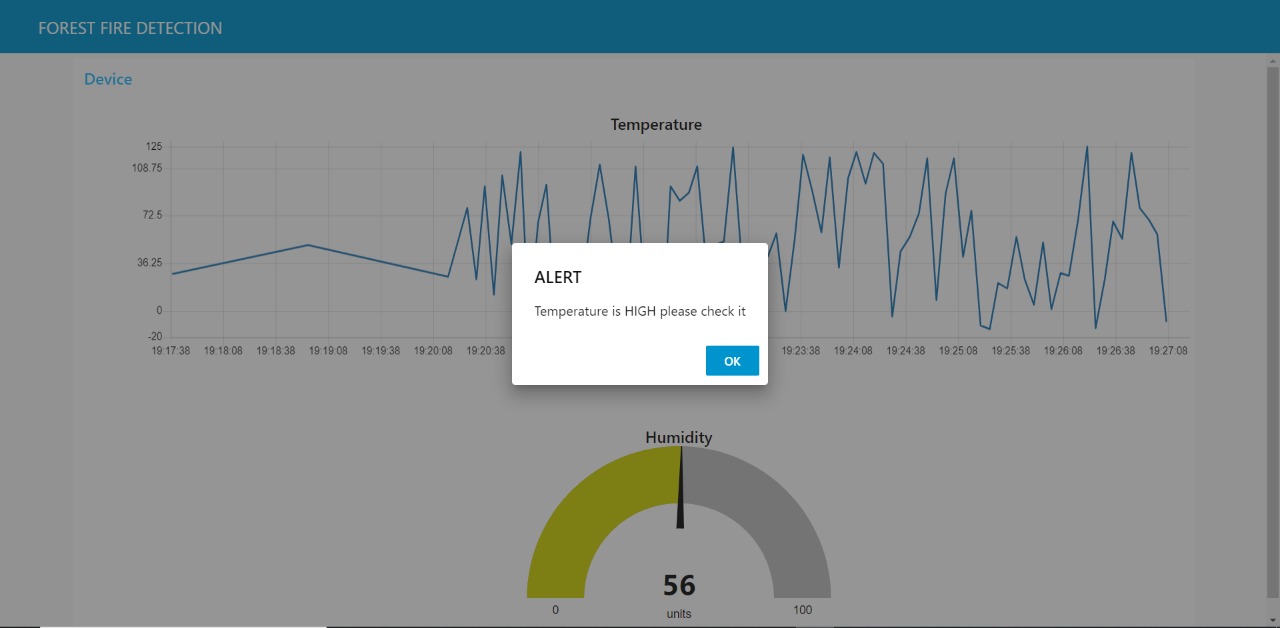 FOREST FIRE DETECTION
Device
Temperature
125
108.75
72.5
36.25
0
-20
19:17:38 19:18:08 19:18:38 19:19:08 19:19:38 19:20:08 19:20:38 19:23:38 19:24:08 19:24:38 19:25:08 19:25:38 19:26:08 19:26:38 19:27:08
ALERT
Temperature is HIGH please check it
OK
Humidity
56
0 units 100